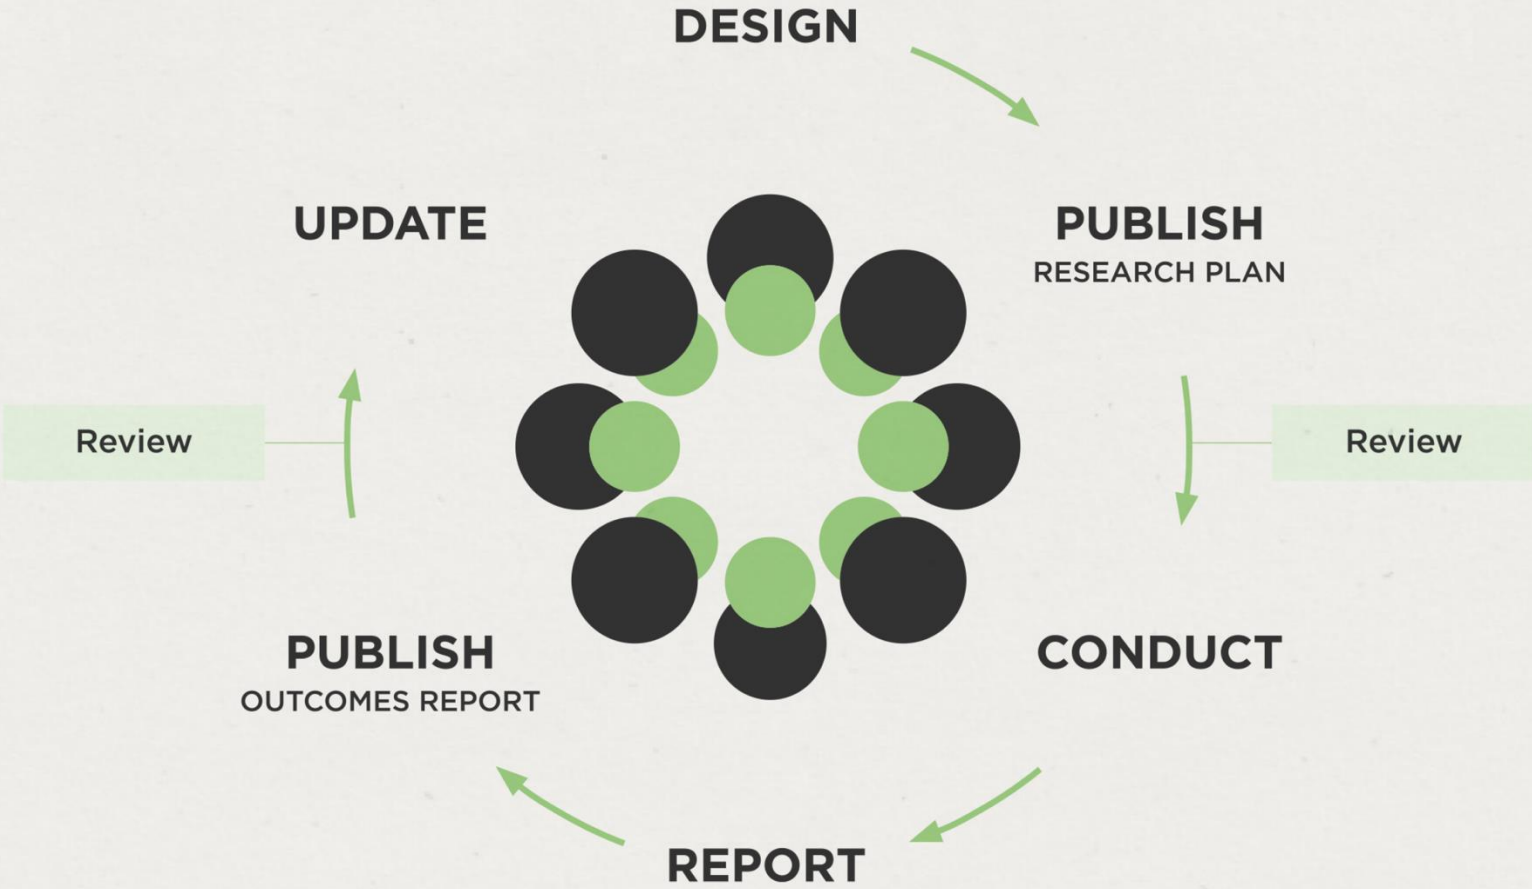 DESIGN
UPDATE
PUBLISH
RESEARCH PLAN
Review
Review
PUBLISH
OUTCOMES REPORT
CONDUCT
REPORT